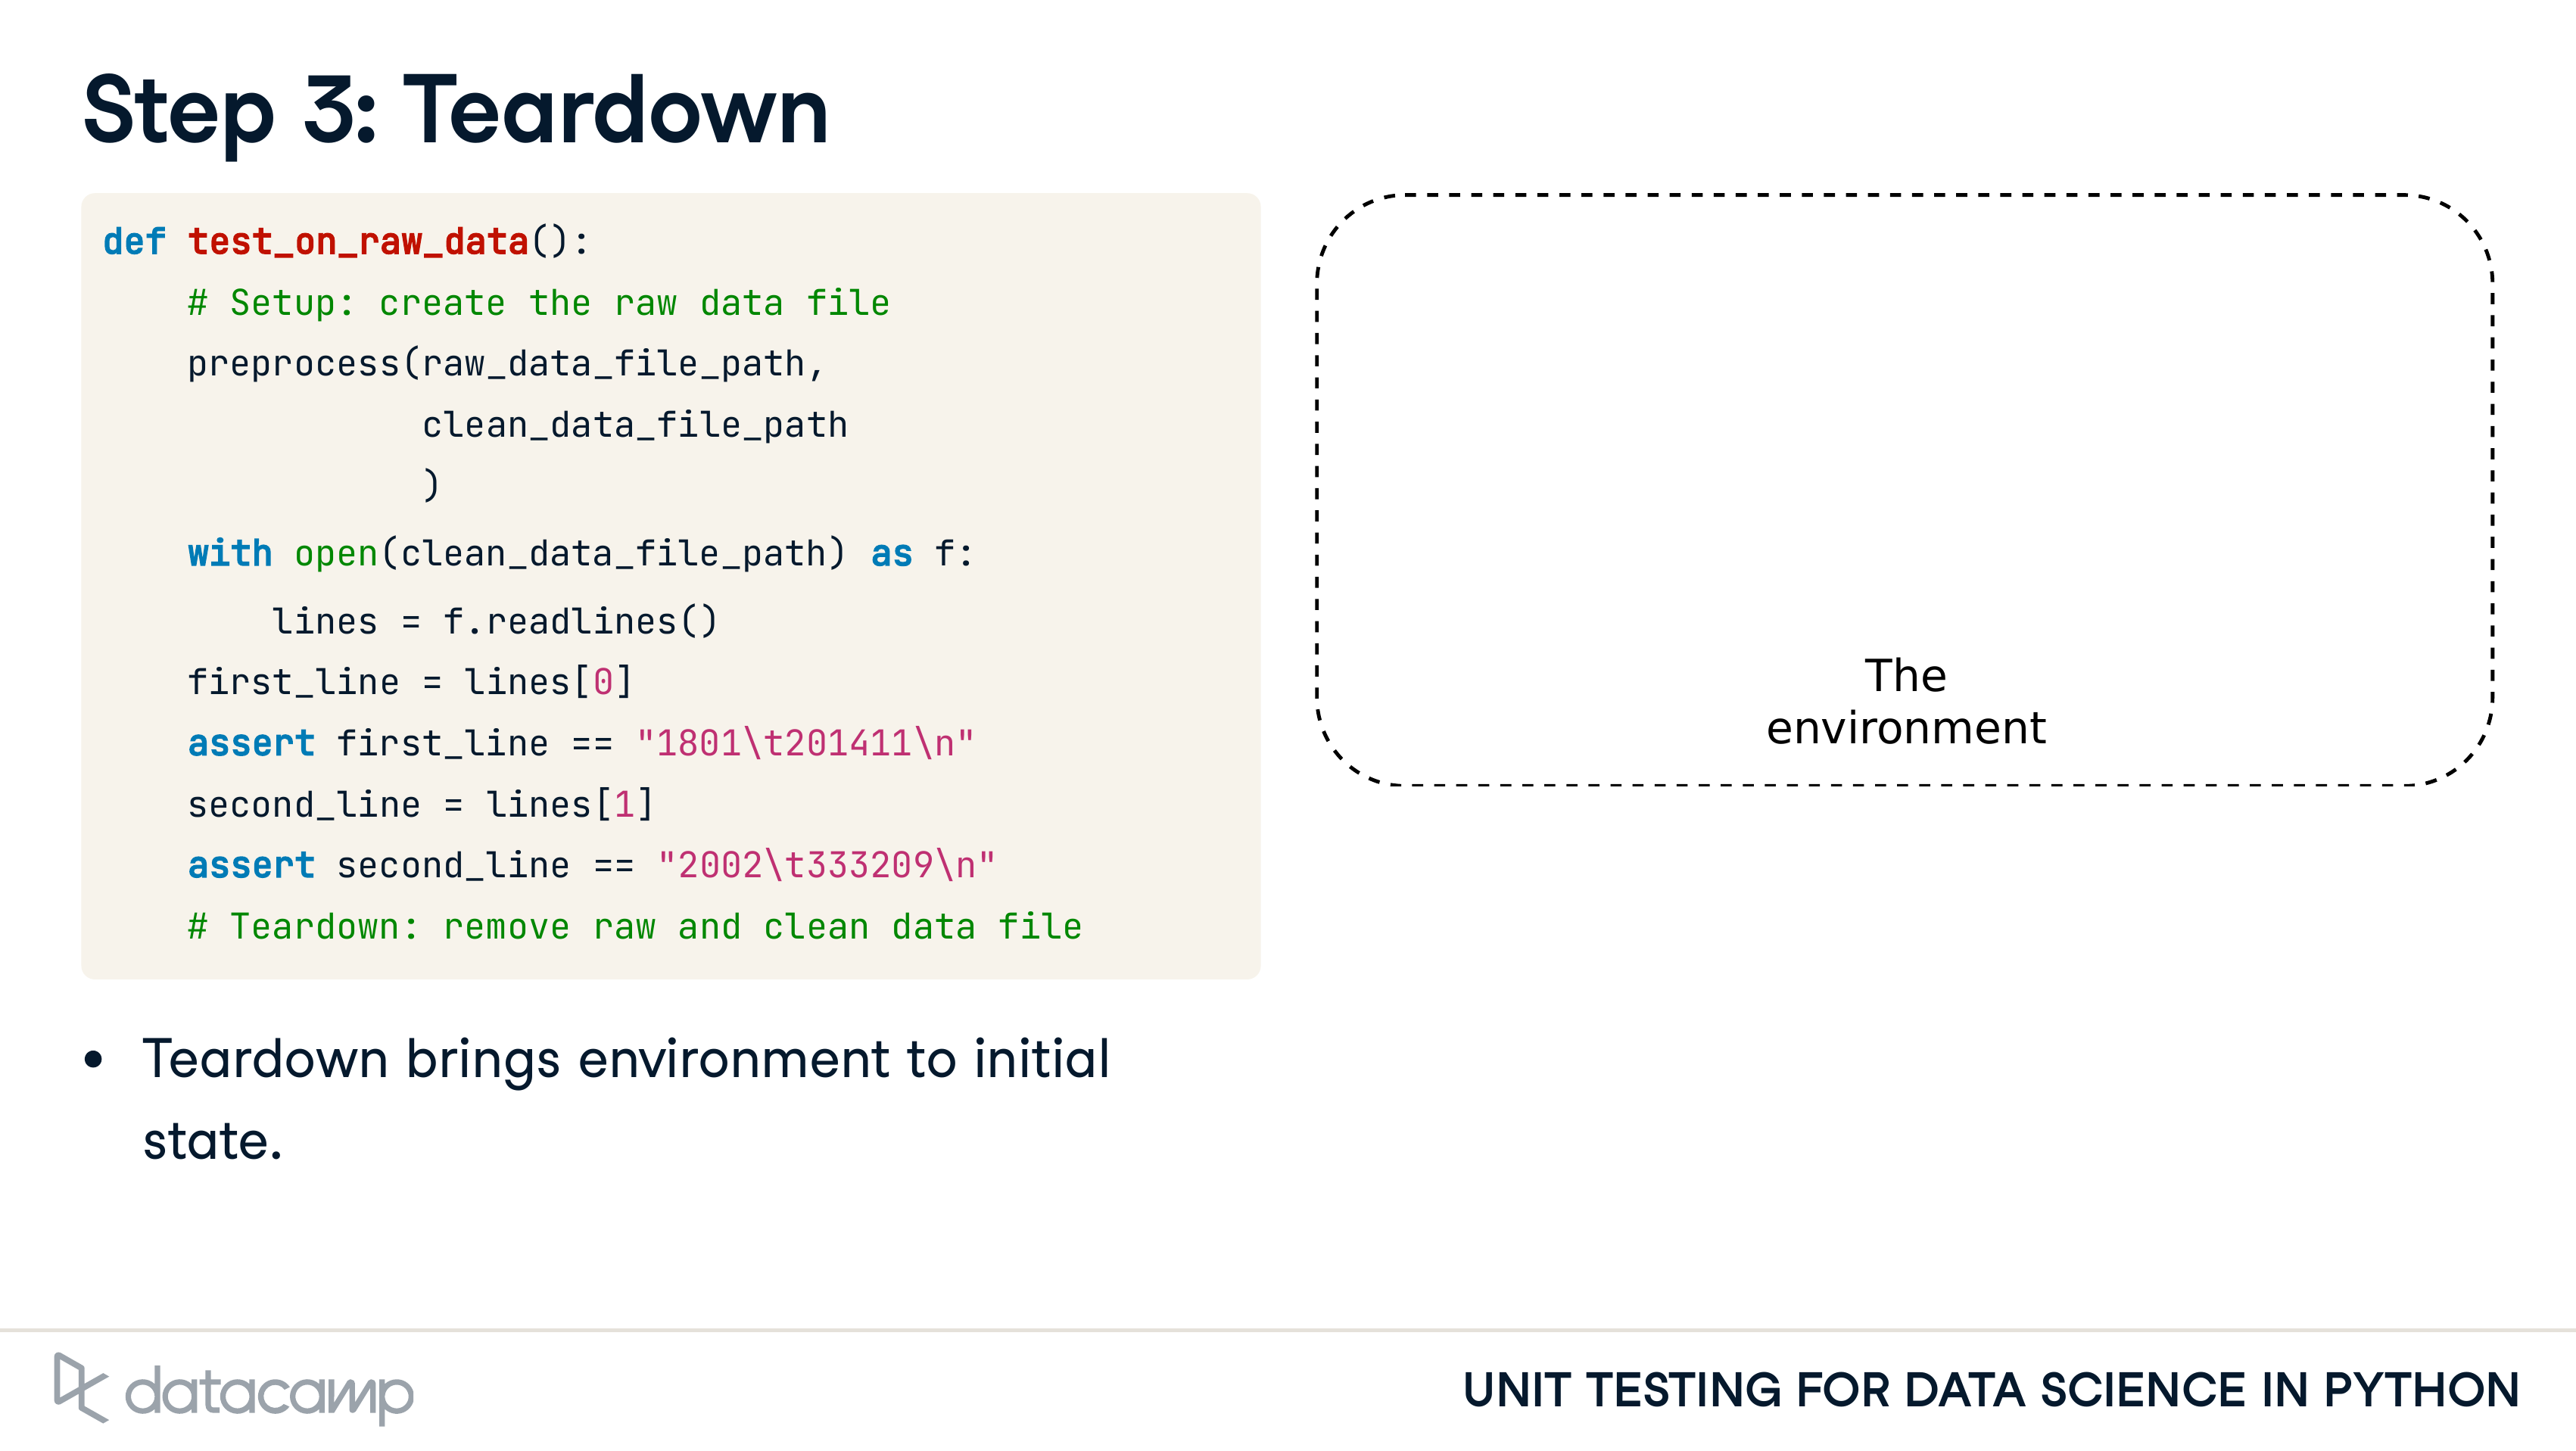 Step 3: Teardown
def test_on_raw_data():
    # Setup: create the raw data file
    preprocess(raw_data_file_path,
               clean_data_file_path
               )
    with open(clean_data_file_path) as f:
        lines = f.readlines()
    first_line = lines[0]
    assert first_line == "1801\t201411\n"
    second_line = lines[1]
    assert second_line == "2002\t333209\n"
    # Teardown: remove raw and clean data file
• Teardown brings environment to initial
state.
The
environment
datacamp
UNIT TESTING FOR DATA SCIENCE IN PYTHON